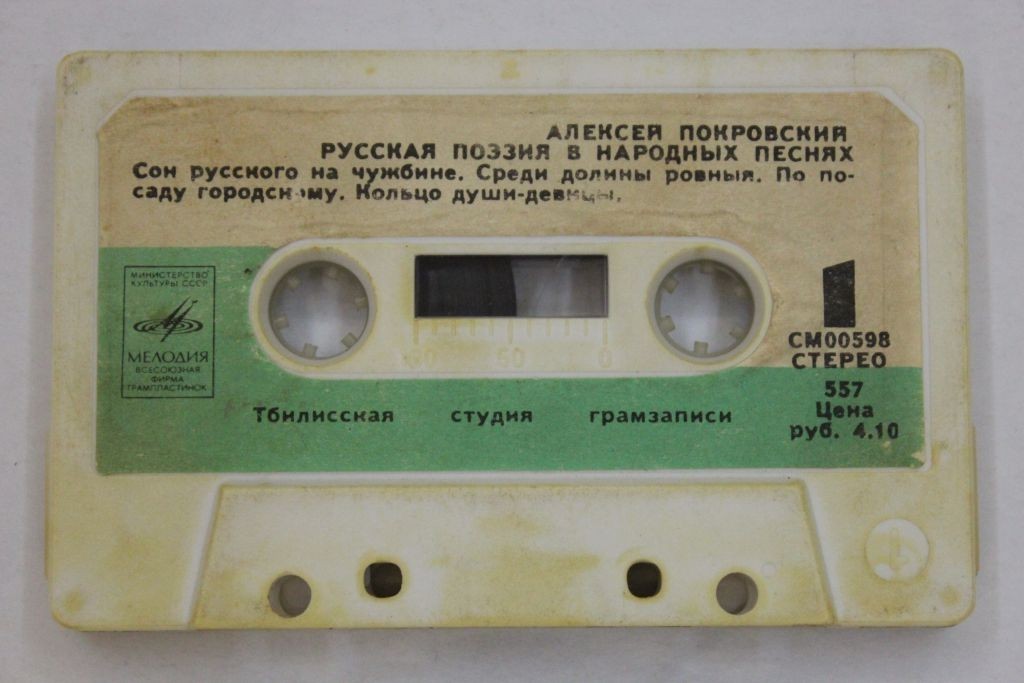 АЛЕКСЕЙ ПОКРОВСКИЙ
РУССКАЯ ПОЭЗИЯ В НАРОДНЫХ ПЕСНЯХ
Сон русского на чужбине. Среди долины ровныя. По по-
саду городскому. Кольцо души-девицы.
МИНИСТЕРСТВО
КУЛЬТУРЫ СССР
МЕЛОДИЯ
ВСЕСОЮЗНАЯ
ФИРМА
ГРАМПЛАСТИНОК
1
СМ00598
СТЕРЕО
557
Цена
руб. 4.10
50 0
Тбилисская студия грамзаписи
1